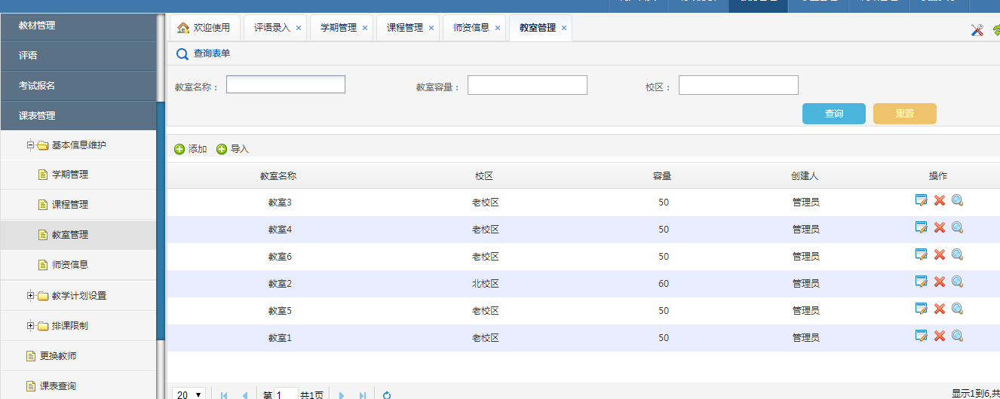 教材管理
评语
考试报名
课表管理
基本信息维护
学期管理
课程管理
教室管理
师资信息
教学计划设置
排课限制
更换教师
课表查询
欢迎使用 评语录入 × 学期管理 × 课程管理 × 师资信息 × 教室管理 ×
查询表单
教室名称： 教室容量： 校区：
查询 重置
添加 导入
教室名称 校区 容量 创建人 操作
教室3 老校区 50 管理员
教室4 老校区 50 管理员
教室6 老校区 50 管理员
教室2 北校区 60 管理员
教室5 老校区 50 管理员
教室1 老校区 50 管理员
20 第 1 共1页 显示1到6,共